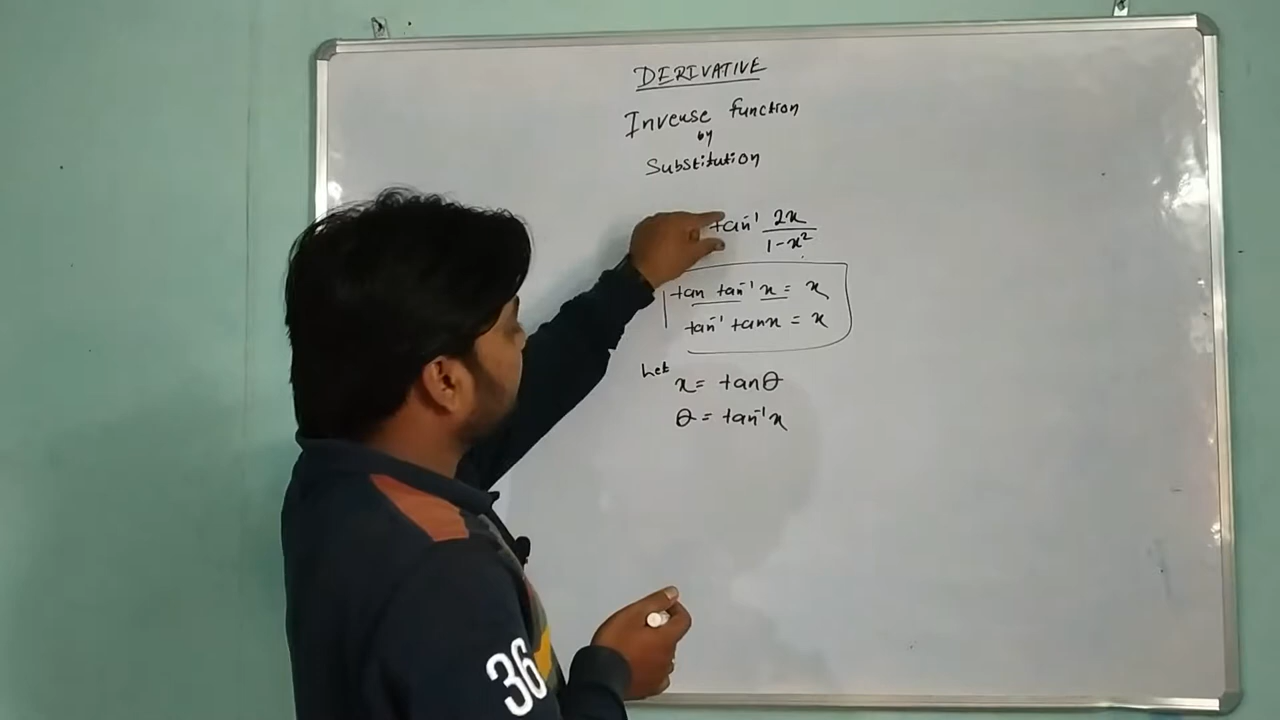 DERIVATIVE
Inverse function
by
Substitution
tan⁻¹ 2x/1-x²
tan tan⁻¹ x = x
tan⁻¹ tanx = x
Let
x = tanθ
θ = tan⁻¹x
36